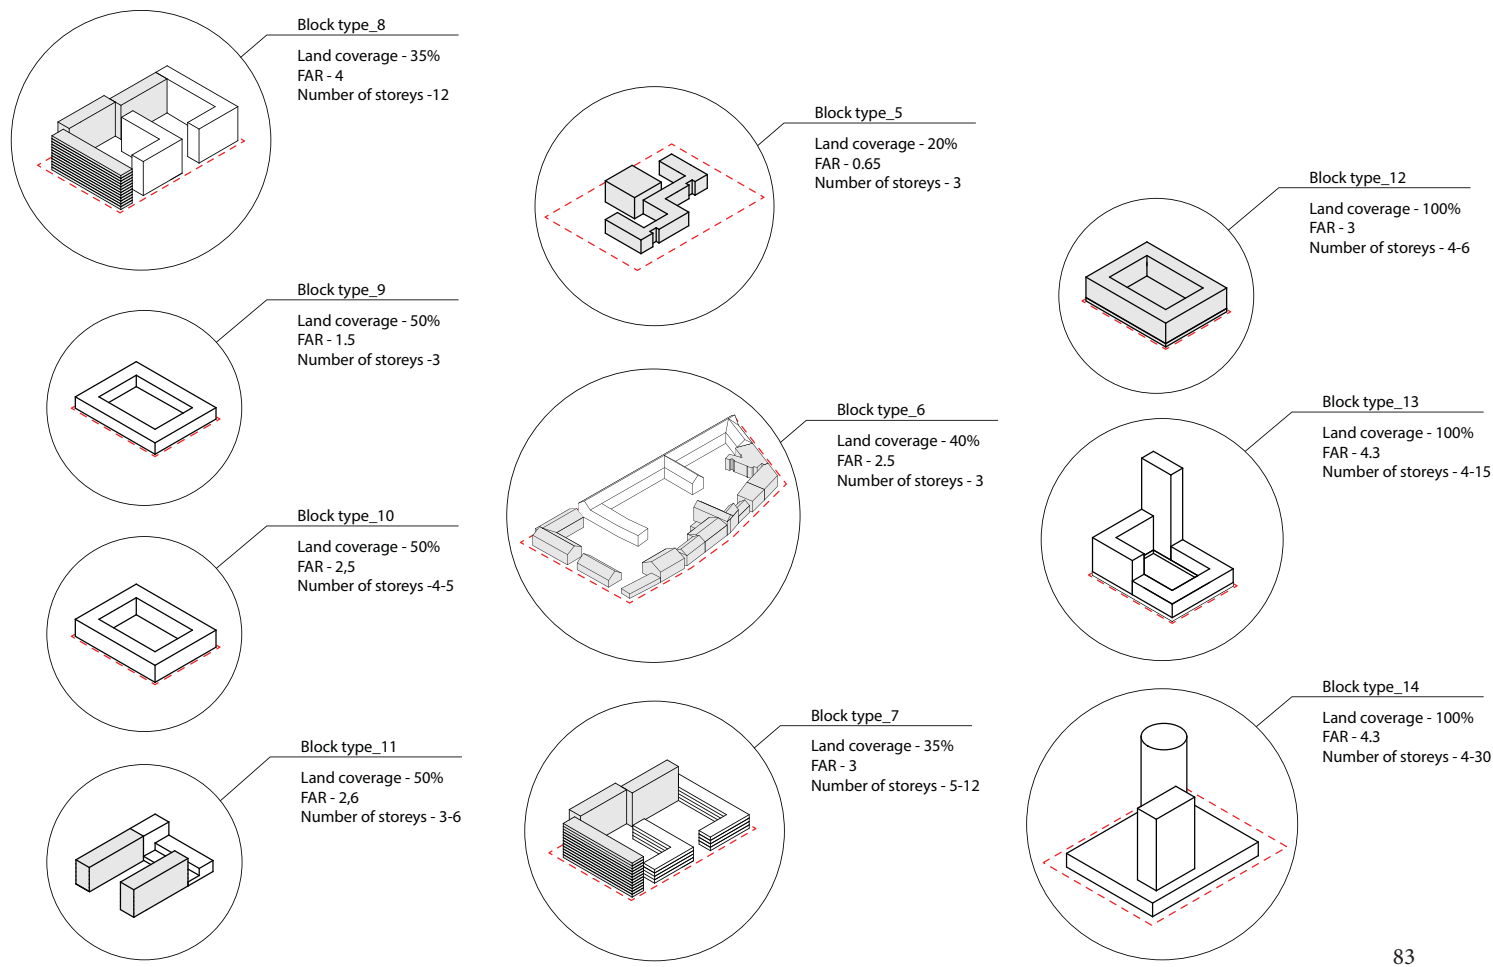 Block type_8
Land coverage - 35%
FAR - 4
Number of storeys -12
Block type_9
Land coverage - 50%
FAR - 1.5
Number of storeys -3
Block type_10
Land coverage - 50%
FAR - 2,5
Number of storeys -4-5
Block type_11
Land coverage - 50%
FAR - 2,6
Number of storeys - 3-6
Block type_5
Land coverage - 20%
FAR - 0.65
Number of storeys - 3
Block type_6
Land coverage - 40%
FAR - 2.5
Number of storeys - 3
Block type_7
Land coverage - 35%
FAR - 3
Number of storeys - 5-12
Block type_12
Land coverage - 100%
FAR - 3
Number of storeys - 4-6
Block type_13
Land coverage - 100%
FAR - 4.3
Number of storeys - 4-15
Block type_14
Land coverage - 100%
FAR - 4.3
Number of storeys - 4-30
83